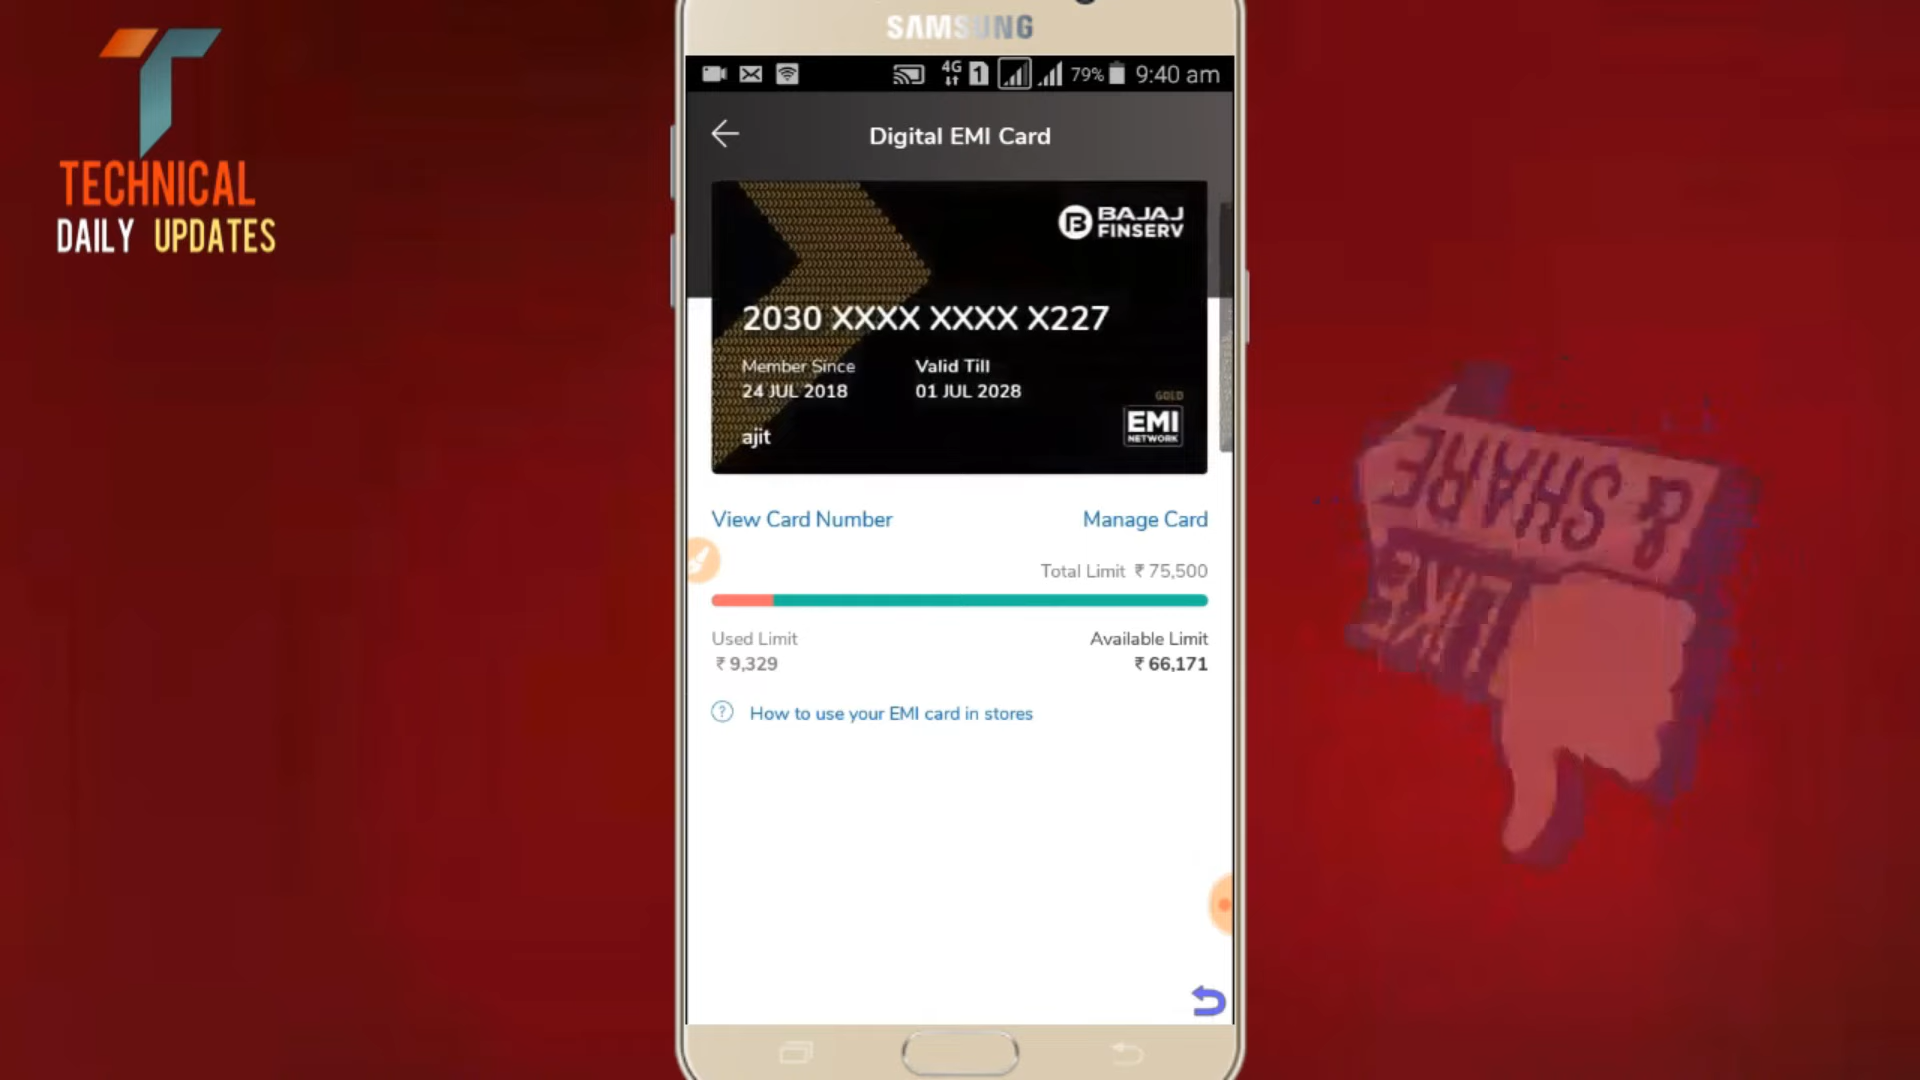 TECHNICAL
DAILY UPDATES
SAMSUNG
4G 1 79% 9:40 am
Digital EMI Card
BAJAJ
FINSERV
2030 XXXX XXXX X227
Member Since Valid Till
24 JUL 2018 01 JUL 2028
GOLD
EMI
NETWORK
ajit
View Card Number Manage Card
Total Limit ₹ 75,500
Used Limit Available Limit
₹ 9,329 ₹ 66,171
? How to use your EMI card in stores
LIKE
& SHARE